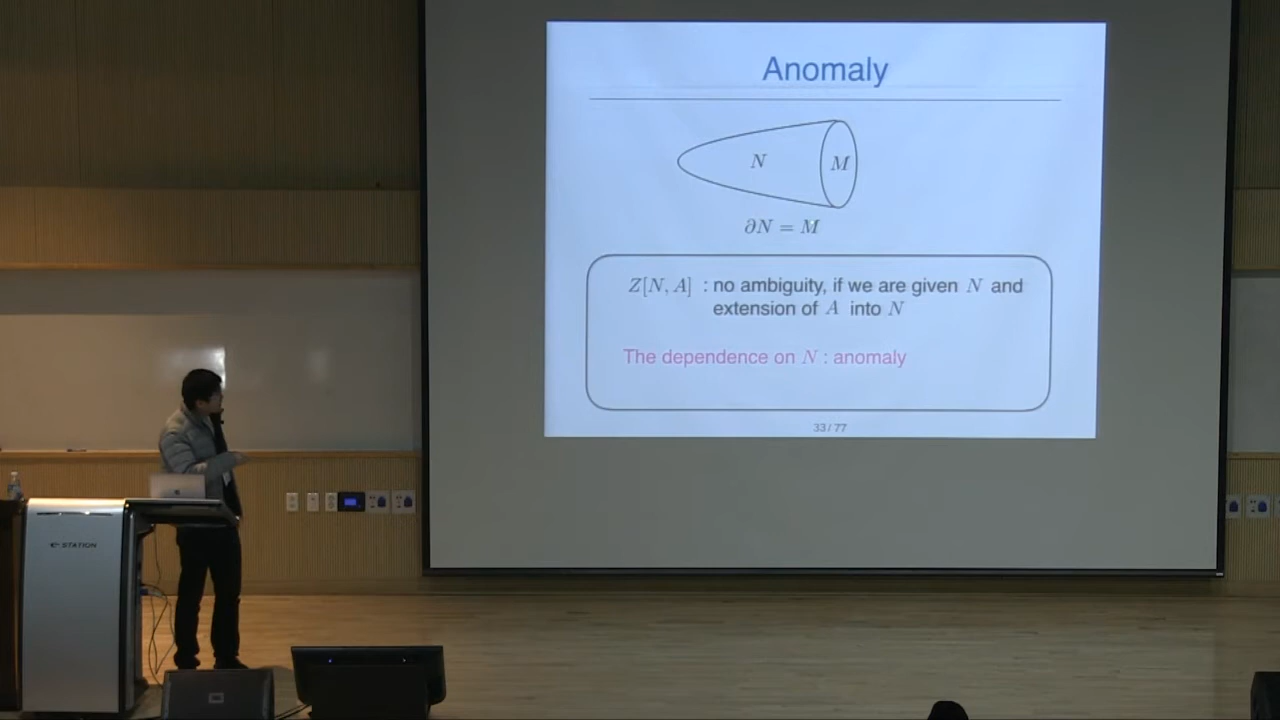 Anomaly
N
M
∂N = M
Z[N, A] : no ambiguity, if we are given N and
extension of A into N
The dependence on N : anomaly
33 / 77
STATION